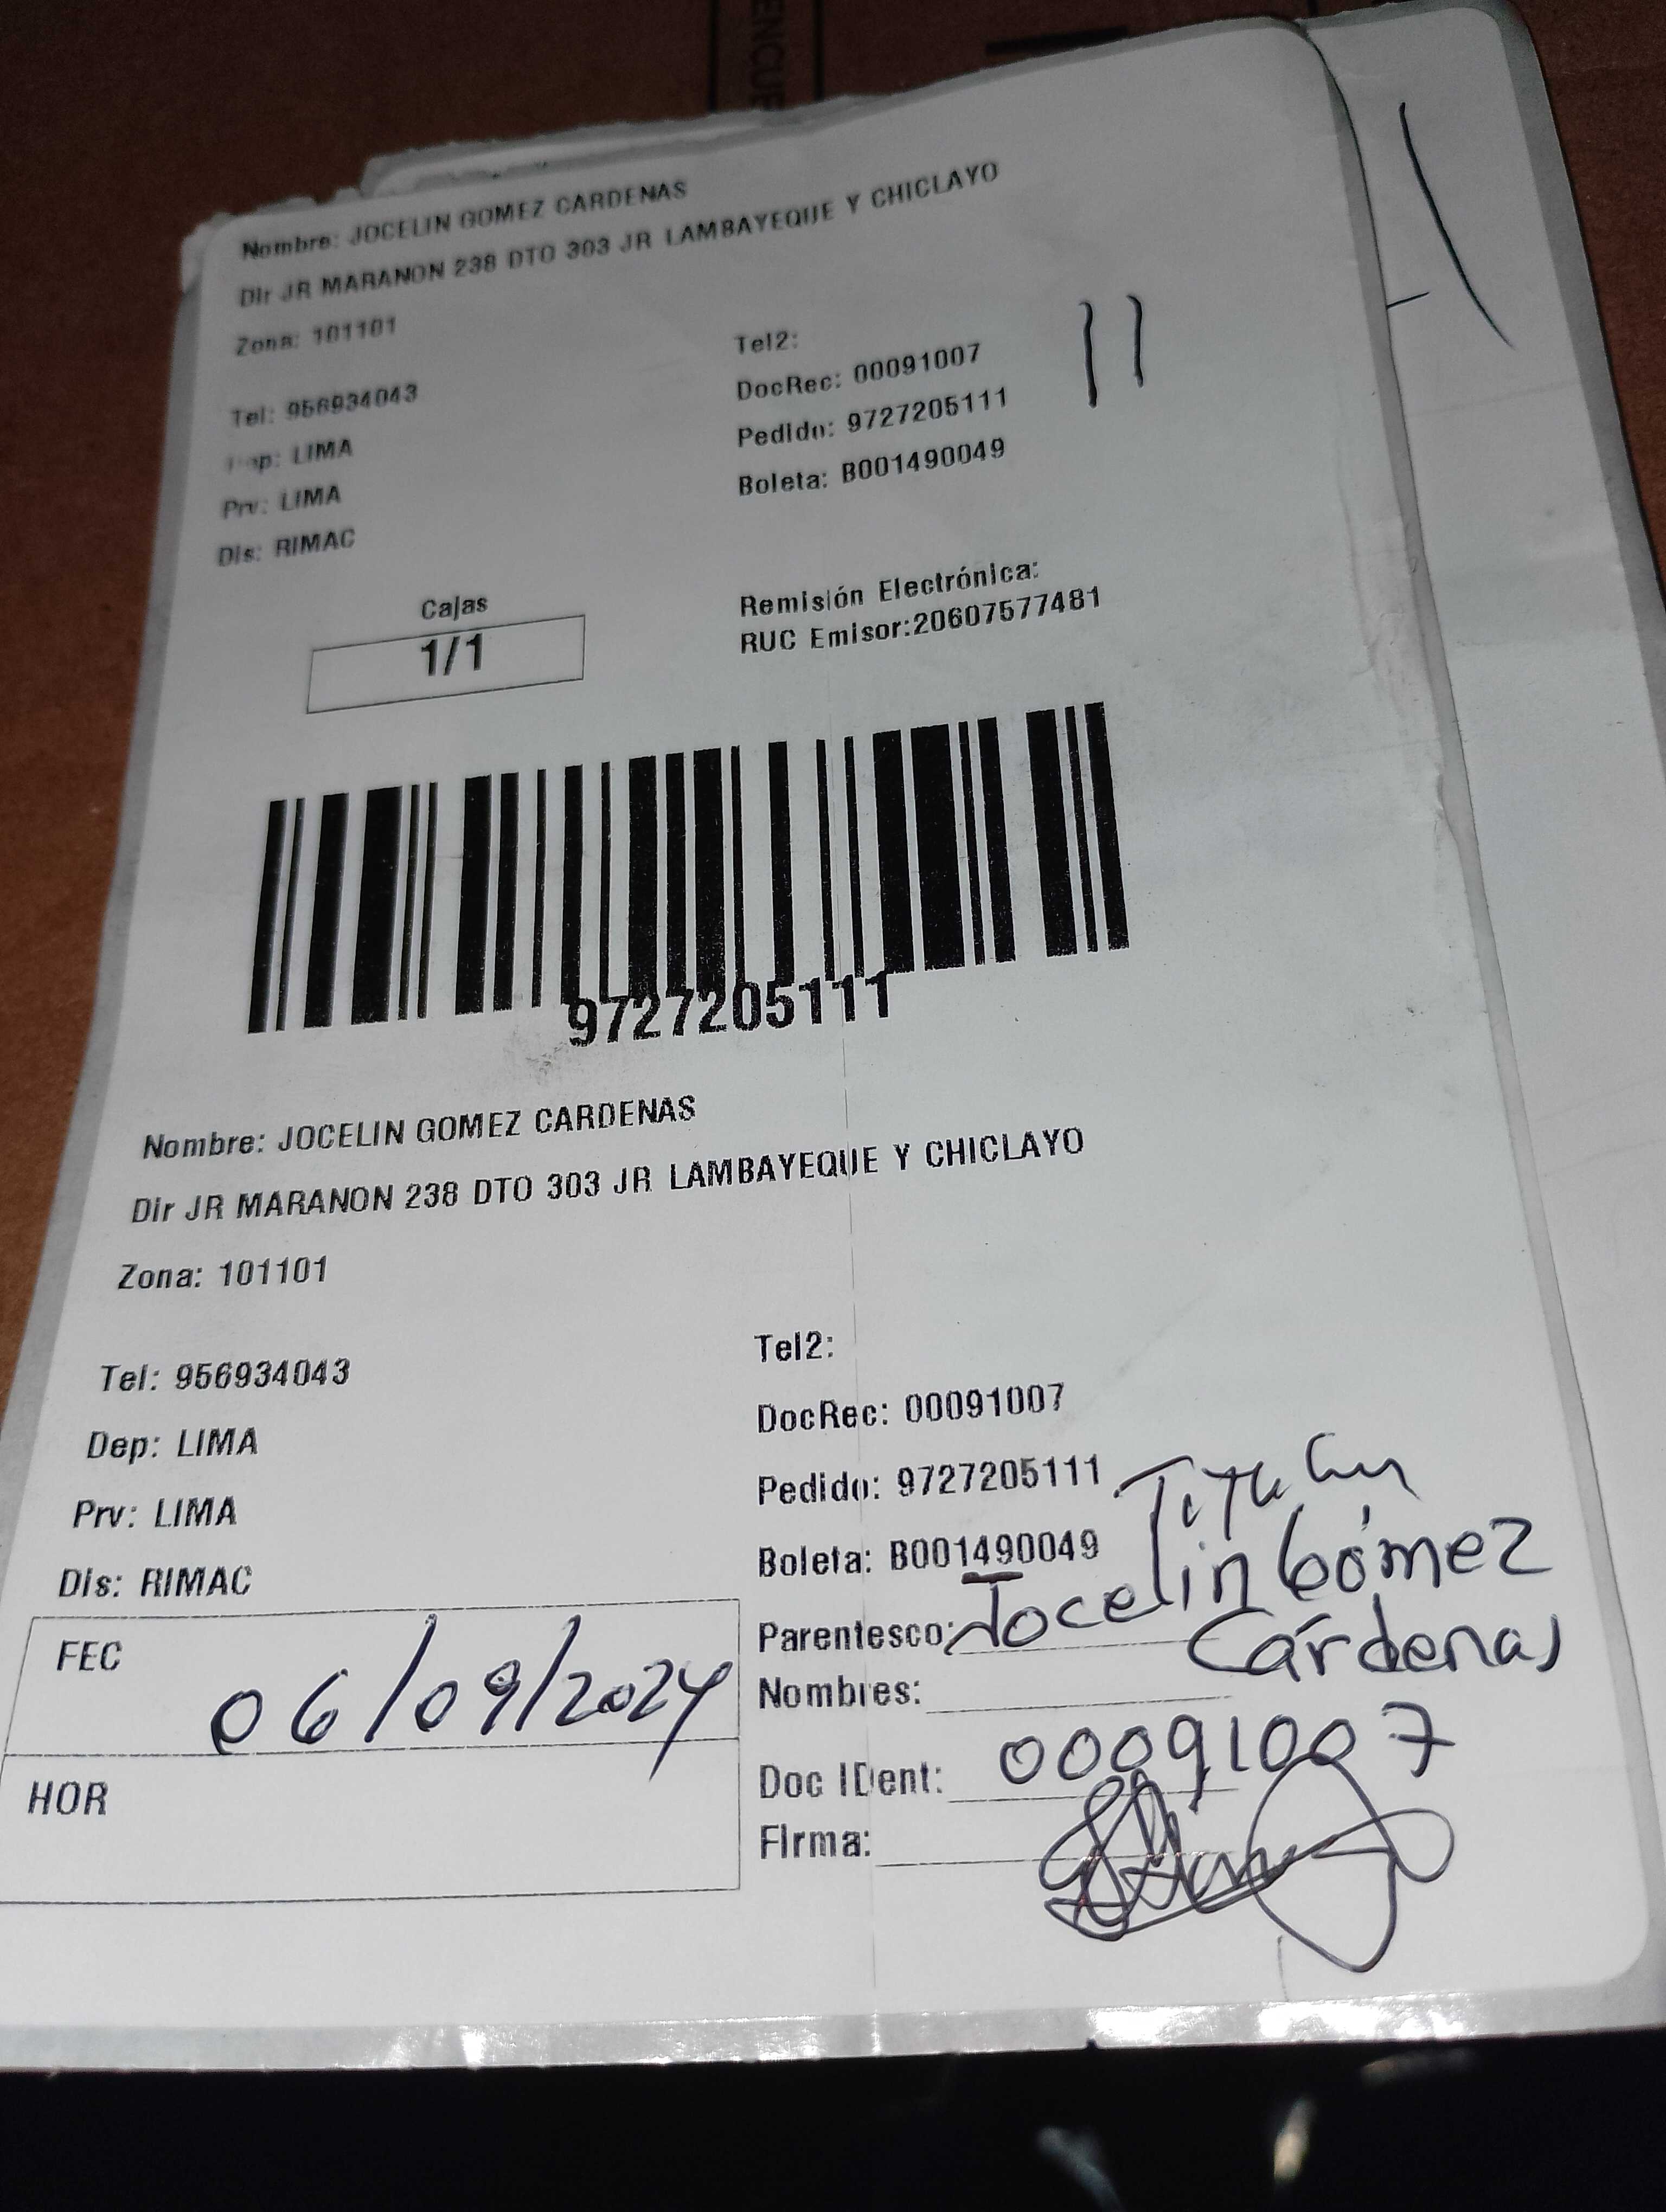 ENCUE
Nombre: JOCELIN GOMEZ CARDENAS
Dir JR MARANON 238 DTO 303 JR LAMBAYEQUE Y CHICLAYO
Zona: 101101
Tel2:
Tel: 956934043
DocRec: 00091007
11
Dep: LIMA
Pedido: 9727205111
Prv: LIMA
Boleta: B001490049
Dis: RIMAC
Cajas
1/1
Remisión Electrónica:
RUC Emisor:20607577481
9727205111
Nombre: JOCELIN GOMEZ CARDENAS
Dir JR MARANON 238 DTO 303 JR LAMBAYEQUE Y CHICLAYO
Zona: 101101
Tel2:
Tel: 956934043
DocRec: 00091007
Dep: LIMA
Pedido: 9727205111 Titular
Prv: LIMA
Boleta: B001490049
Dis: RIMAC
Parentesco: Jocelin Gómez
Cárdenas
FEC
06/09/2024
Nombres:
HOR
Doc IDent: 00091007
Firma: